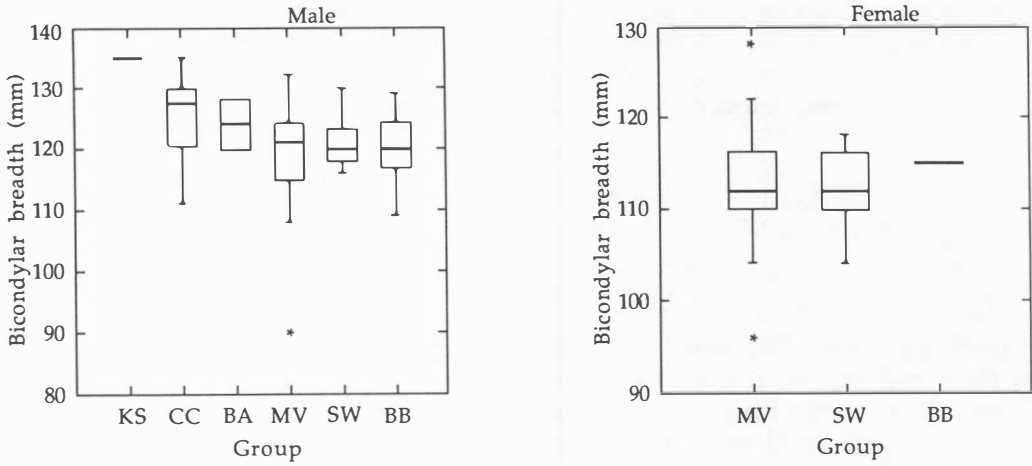 Male
Bicondylar breadth (mm)
140
130
120
110
100
90
80
*
KS CC BA MV SW BB
Group
Female
Bicondylar breadth (mm)
130
120
110
100
90
*
*
MV SW BB
Group